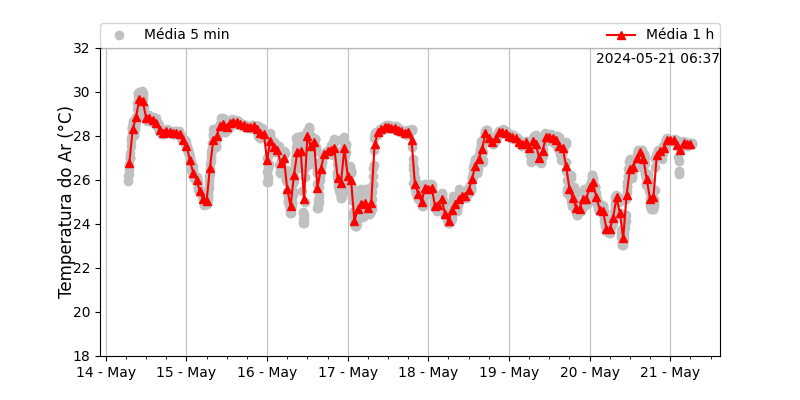 Média 5 min
Média 1 h
2024-05-21 06:37
Temperatura do Ar (°C)
32
30
28
26
24
22
20
18
14 - May
15 - May
16 - May
17 - May
18 - May
19 - May
20 - May
21 - May